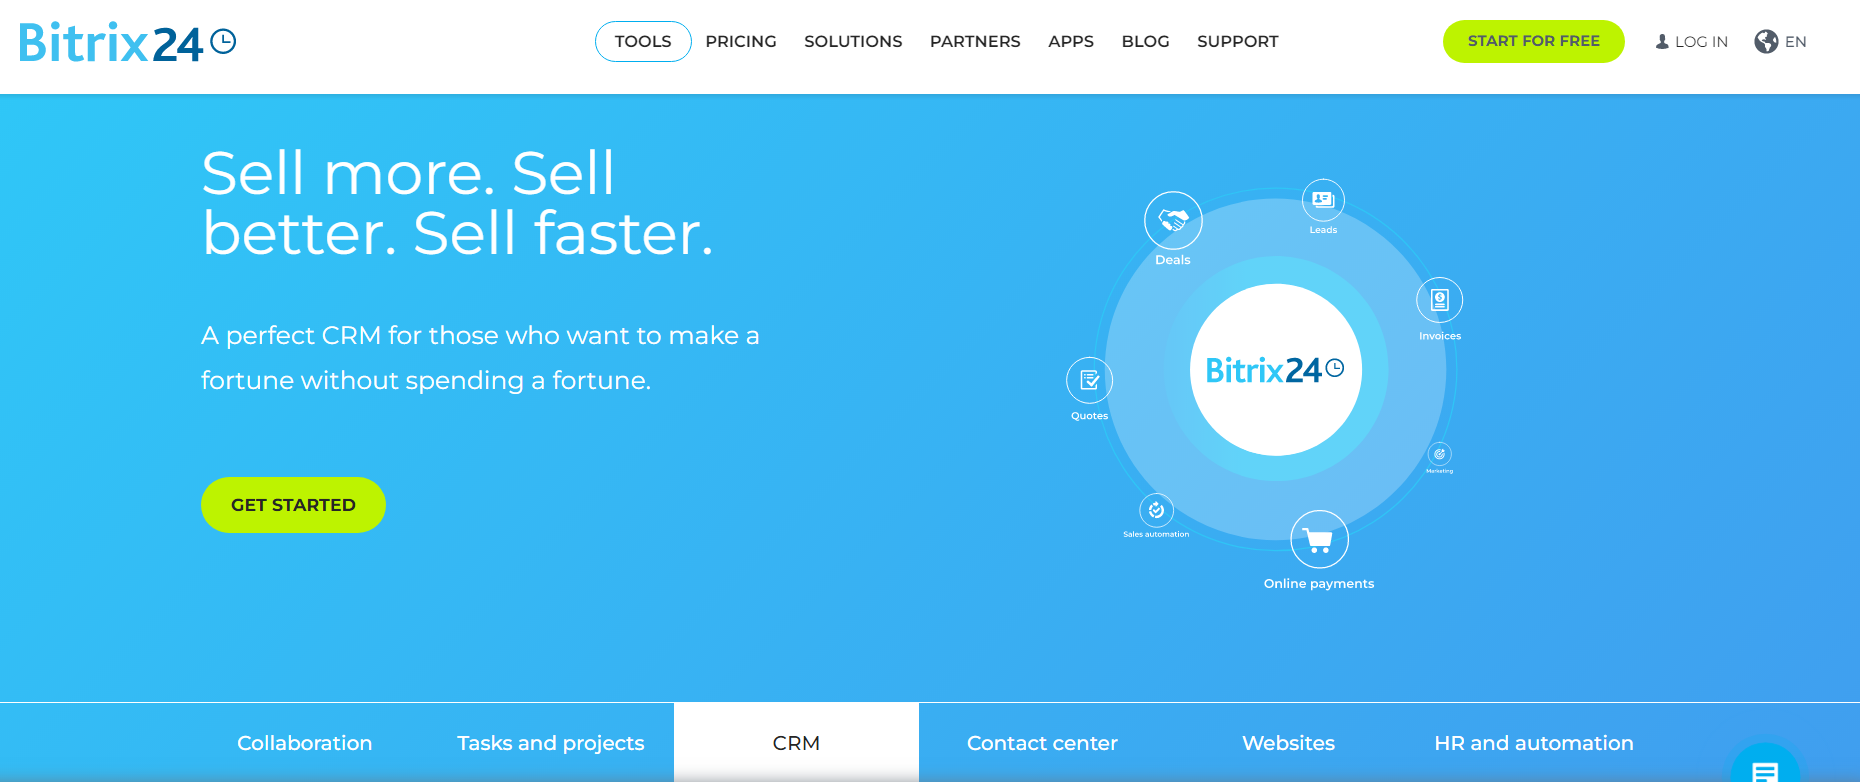 Bitrix24
TOOLS PRICING SOLUTIONS PARTNERS APPS BLOG SUPPORT
START FOR FREE
LOG IN
EN
Sell more. Sell
better. Sell faster.
A perfect CRM for those who want to make a
fortune without spending a fortune.
GET STARTED
Deals
Leads
Invoices
Bitrix24
Quotes
Marketing
Sales automation
Online payments
Collaboration
Tasks and projects
CRM
Contact center
Websites
HR and automation